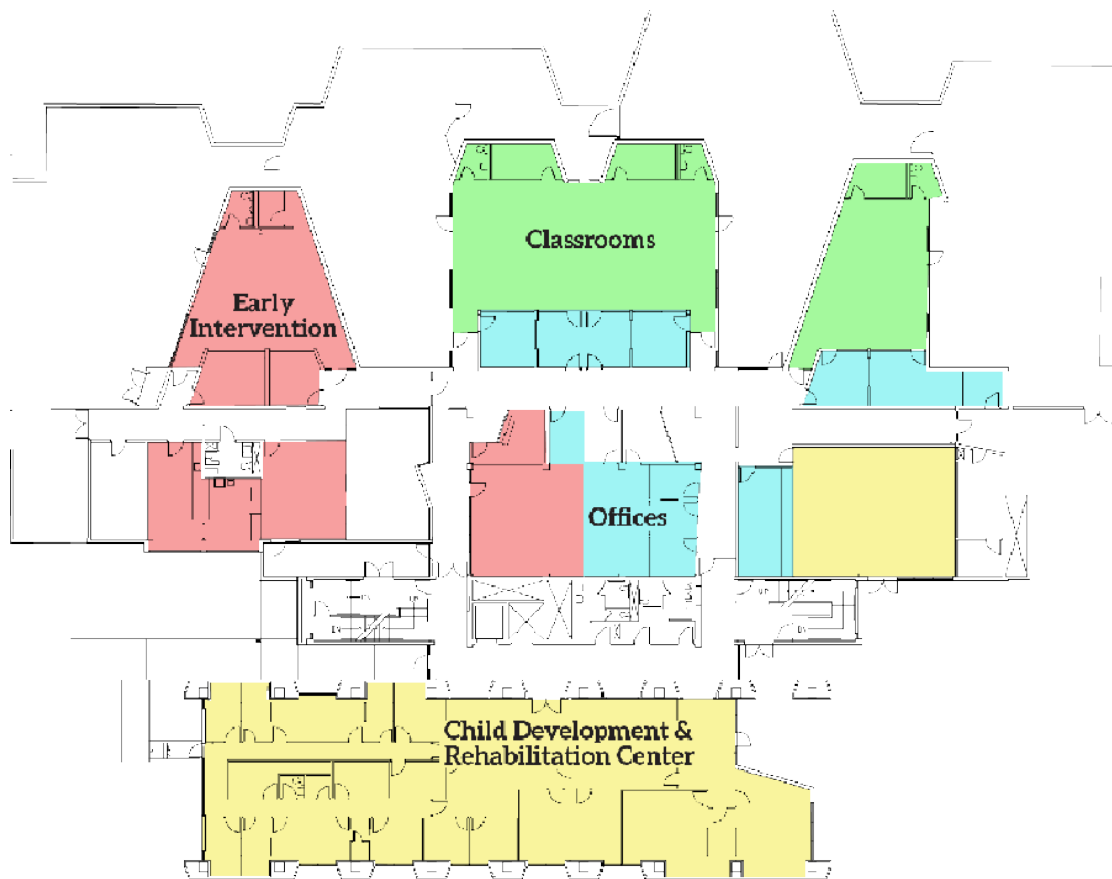 Classrooms
Early
Intervention
Offices
Child Development &
Rehabilitation Center